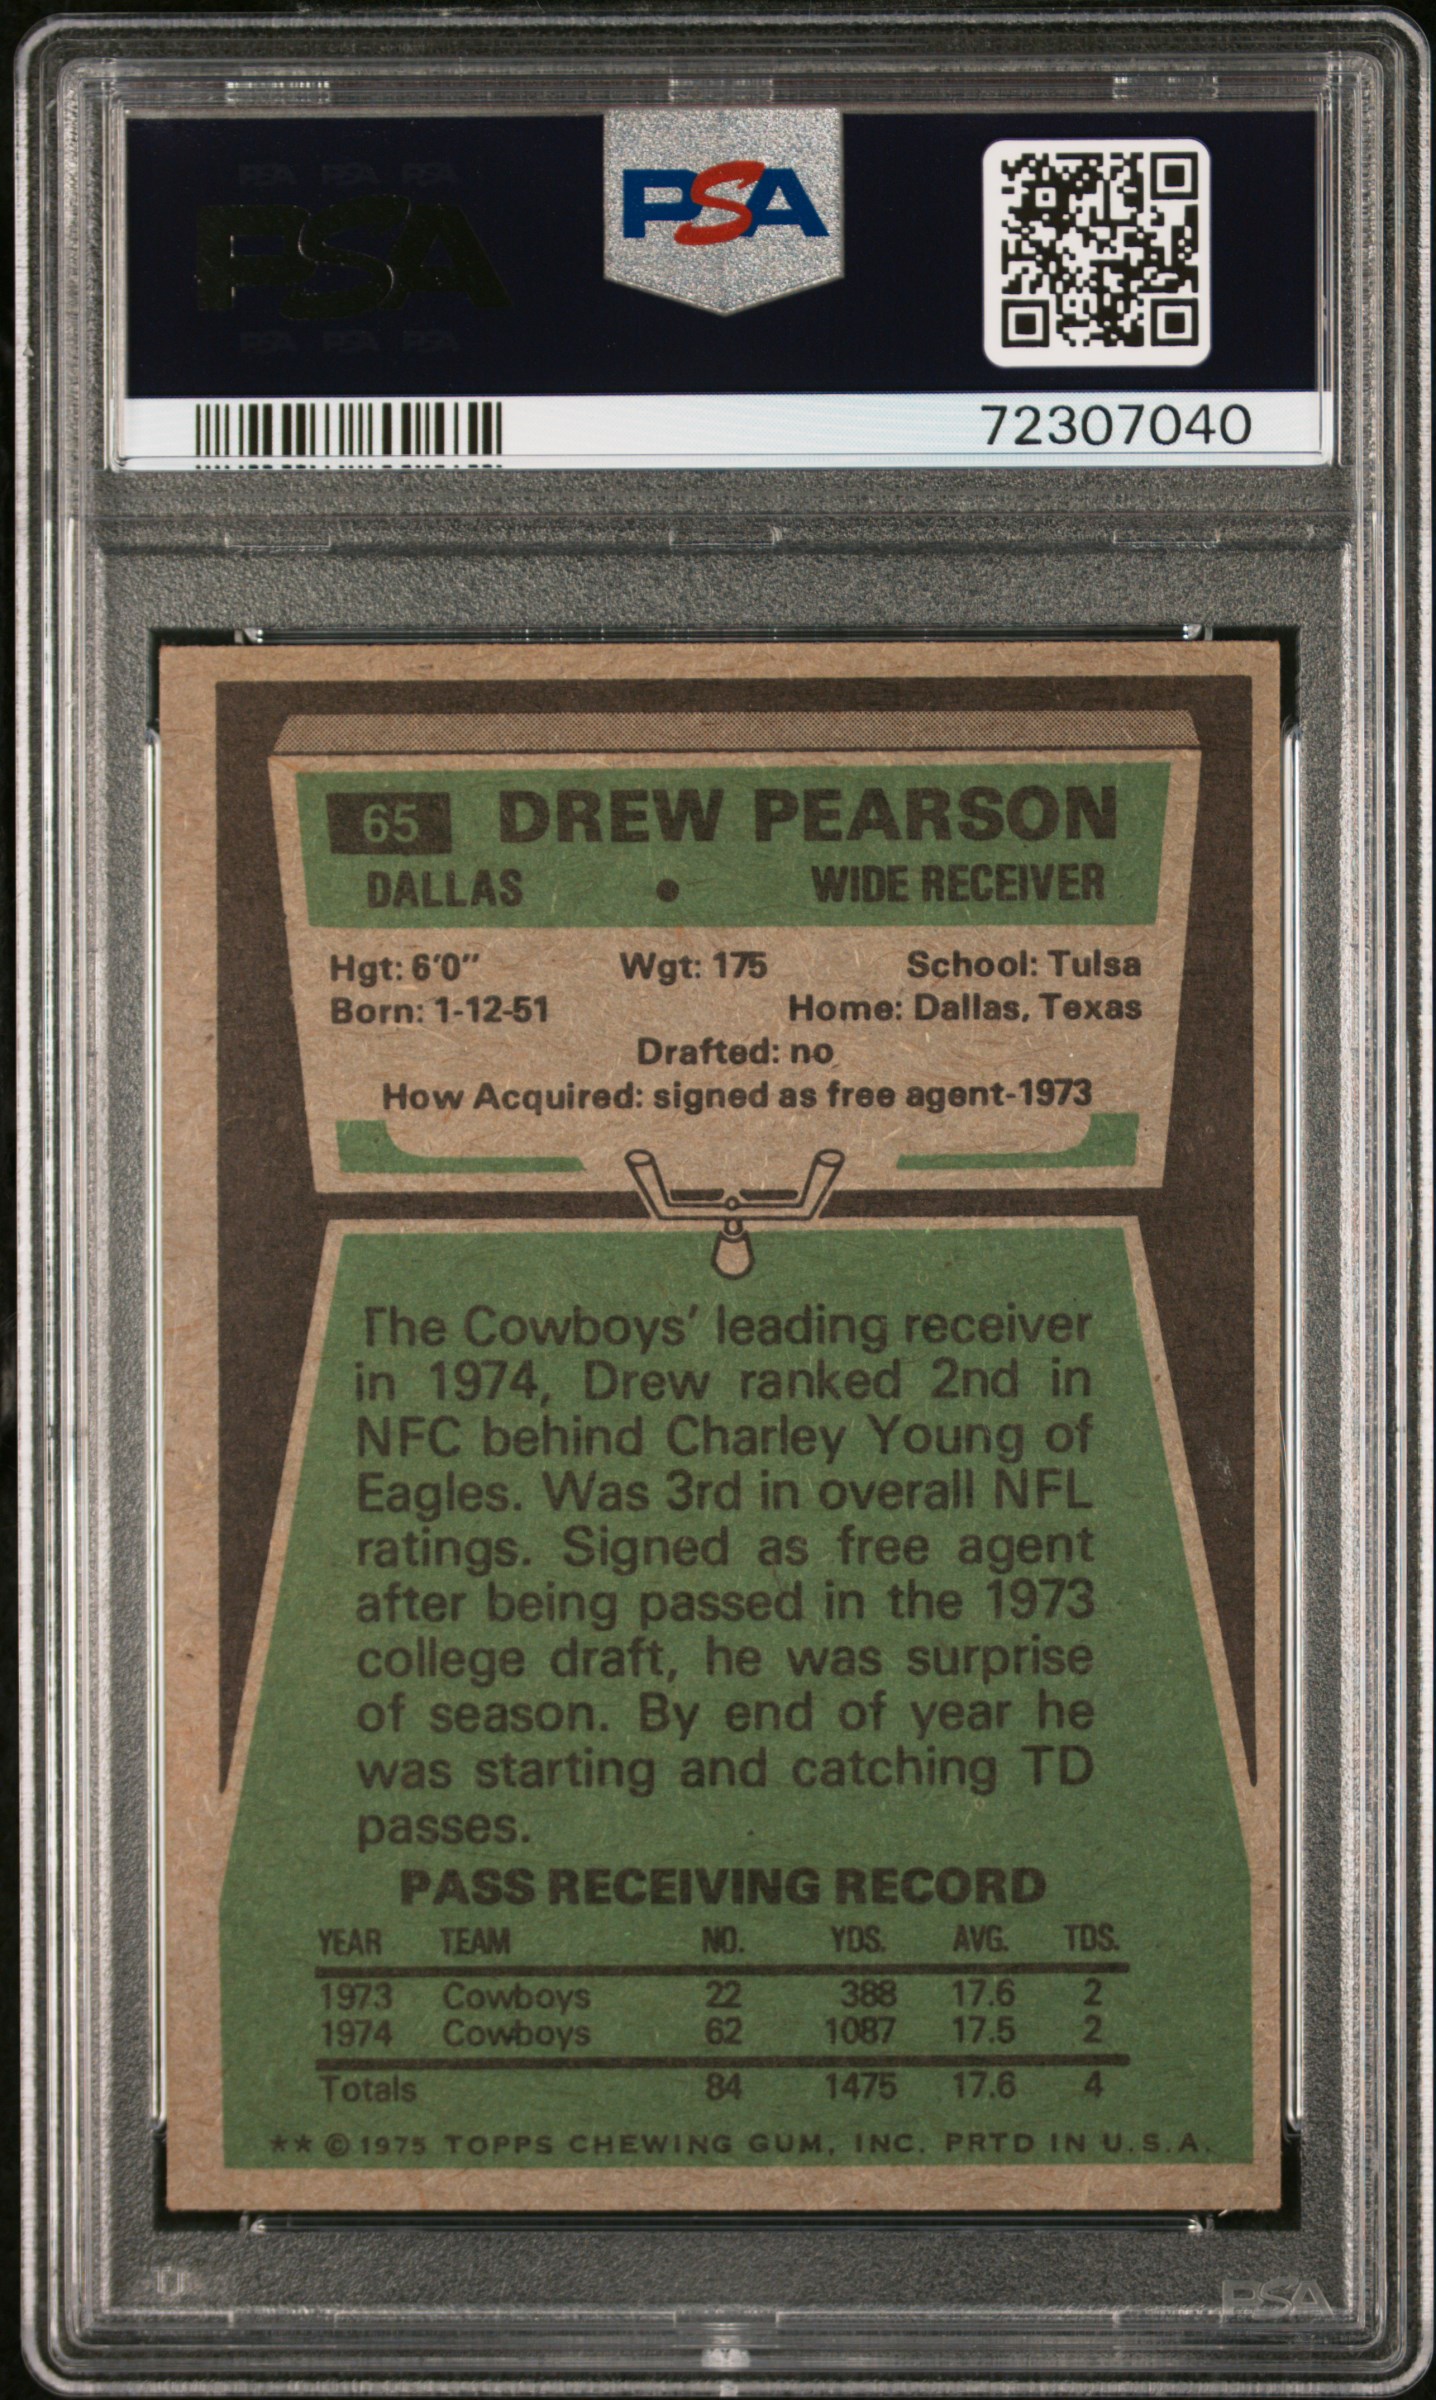 PSA PSA PSA
PSA
PSA PSA PSA
PSA
72307040
65 DREW PEARSON
DALLAS • WIDE RECEIVER
Hgt: 6'0" Wgt: 175 School: Tulsa
Born: 1-12-51 Home: Dallas, Texas
Drafted: no
How Acquired: signed as free agent-1973
The Cowboys' leading receiver
in 1974, Drew ranked 2nd in
NFC behind Charley Young of
Eagles. Was 3rd in overall NFL
ratings. Signed as free agent
after being passed in the 1973
college draft, he was surprise
of season. By end of year he
was starting and catching TD
passes.
PASS RECEIVING RECORD
YEAR TEAM NO. YDS. AVG. TDS.
1973 Cowboys 22 388 17.6 2
1974 Cowboys 62 1087 17.5 2
Totals 84 1475 17.6 4
** © 1975 TOPPS CHEWING GUM, INC. PRTD IN U.S.A.
PSA